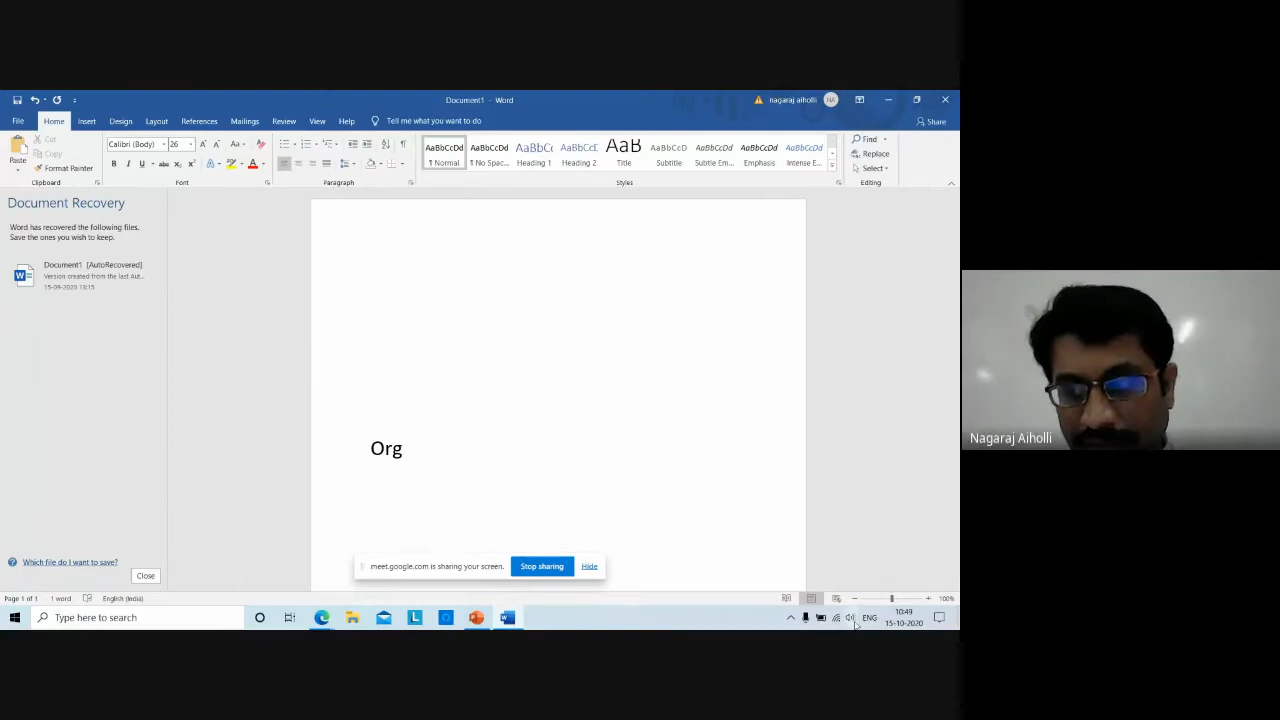 Document1 - Word
nagaraj aiholli
NA
File Home Insert Design Layout References Mailings Review View Help Tell me what you want to do
Share
Paste
Cut
Copy
Format Painter
Clipboard
Calibri (Body) 26
Font
Paragraph
AaBbCcDd AaBbCcDd AaBbC( AaBbCcE AaB AaBbCcD AaBbCcDd AaBbCcDd AaBbCcDd
¶ Normal ¶ No Spac... Heading 1 Heading 2 Title Subtitle Subtle Em... Emphasis Intense E...
Styles
Find
Replace
Select
Editing
Document Recovery
Word has recovered the following files.
Save the ones you wish to keep.
Document1 [AutoRecovered]
Version created from the last Aut...
15-09-2020 13:15
Org
Nagaraj Aiholli
meet.google.com is sharing your screen.
Stop sharing
Hide
Which file do I want to save?
Close
Page 1 of 1 1 word English (India)
100%
Type here to search
ENG
10:49
15-10-2020